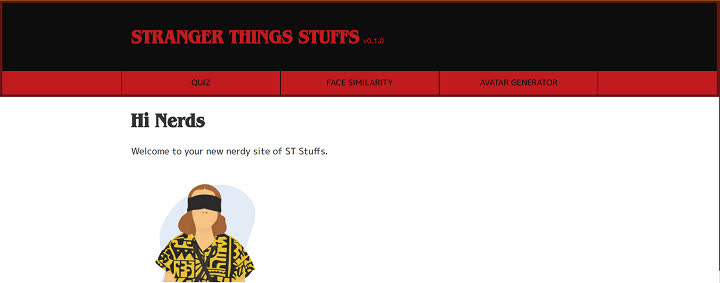 STRANGER THINGS STUFFS v0.1.0
QUIZ FACE SIMILARITY AVATAR GENERATOR
Hi Nerds
Welcome to your new nerdy site of ST Stuffs.